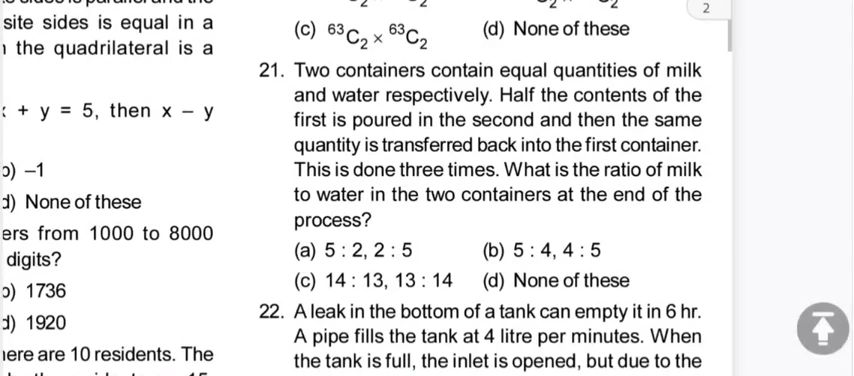 site sides is equal in a
the quadrilateral is a
+ y = 5, then x – y
–1
None of these
ers from 1000 to 8000
digits?
1736
1920
here are 10 residents. The
2
(c) ⁶³C₂ × ⁶³C₂ (d) None of these
21. Two containers contain equal quantities of milk
and water respectively. Half the contents of the
first is poured in the second and then the same
quantity is transferred back into the first container.
This is done three times. What is the ratio of milk
to water in the two containers at the end of the
process?
(a) 5 : 2, 2 : 5 (b) 5 : 4, 4 : 5
(c) 14 : 13, 13 : 14 (d) None of these
22. A leak in the bottom of a tank can empty it in 6 hr.
A pipe fills the tank at 4 litre per minutes. When
the tank is full, the inlet is opened, but due to the